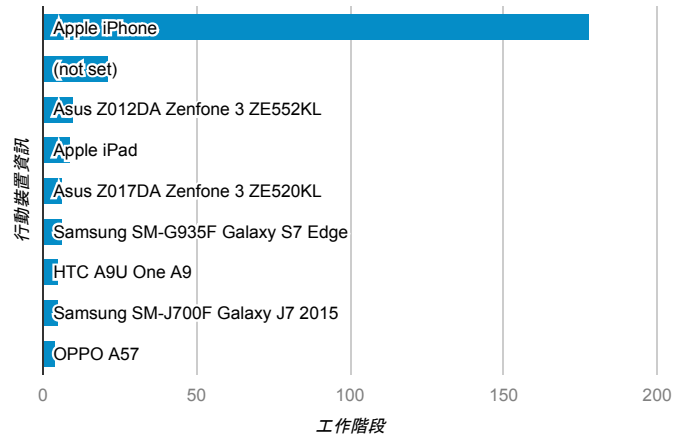 Apple iPhone
(not set)
Asus Z012DA Zenfone 3 ZE552KL
Apple iPad
Asus Z017DA Zenfone 3 ZE520KL
Samsung SM-G935F Galaxy S7 Edge
HTC A9U One A9
Samsung SM-J700F Galaxy J7 2015
OPPO A57
行動裝置資訊
0 50 100 150 200
工作階段